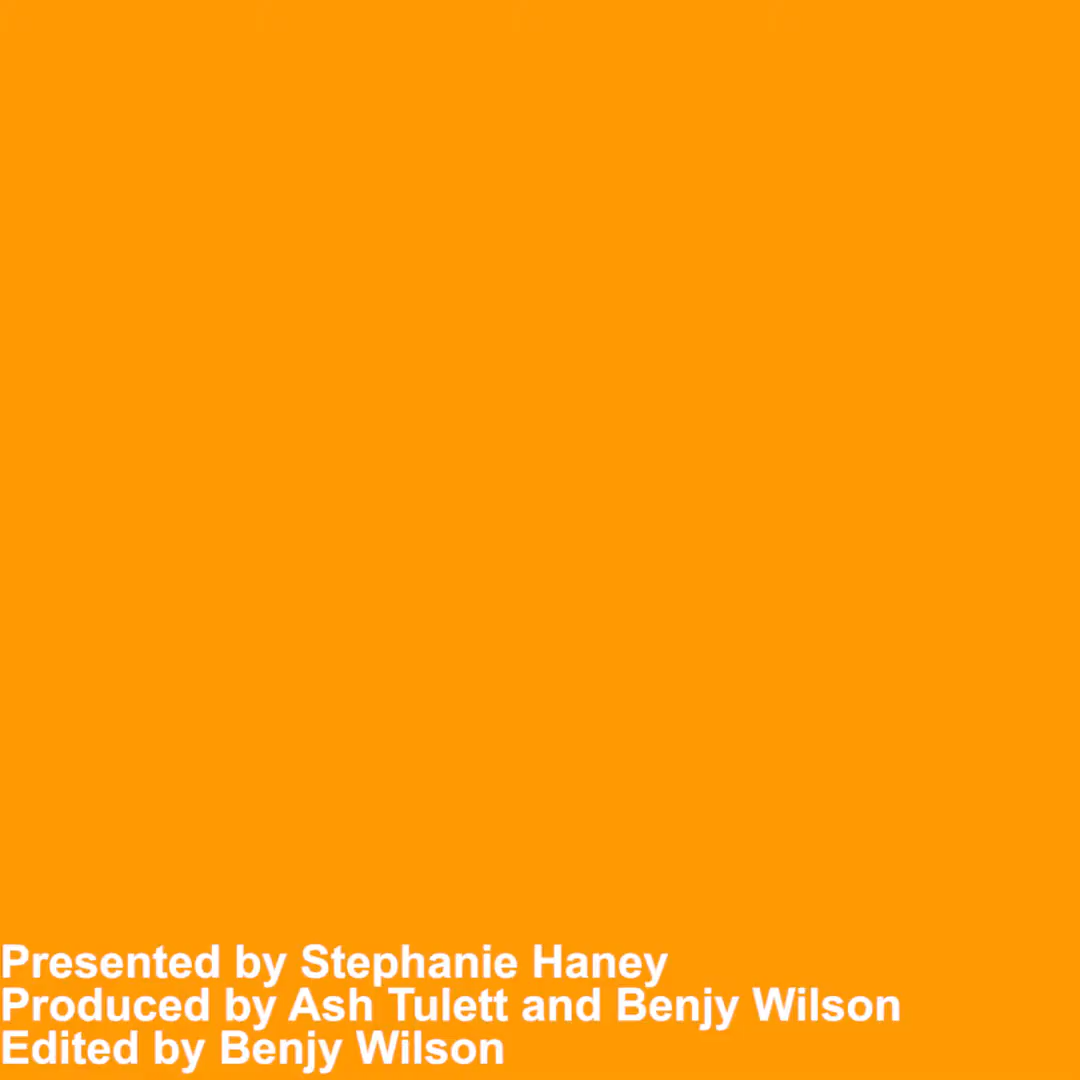 Presented by Stephanie Haney
Produced by Ash Tulett and Benjy Wilson
Edited by Benjy Wilson